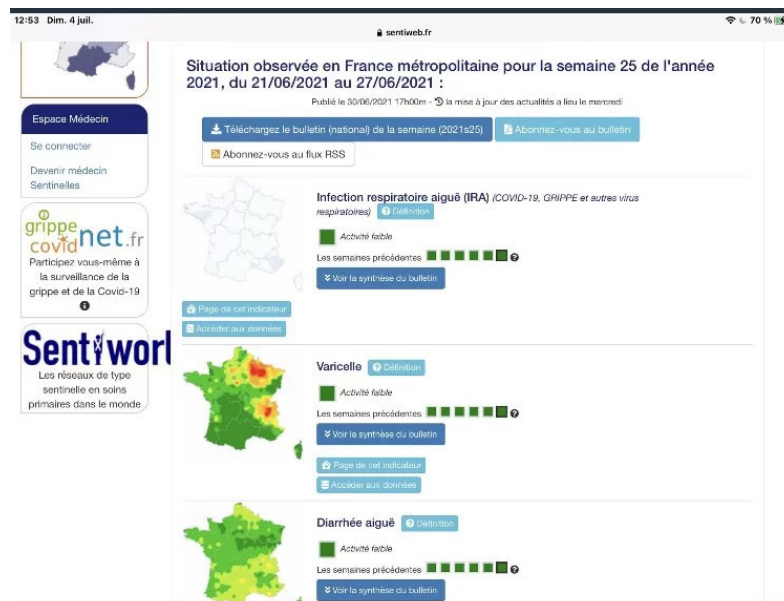 12:53 Dim. 4 juil.
sentiweb.fr
70 %
Situation observée en France métropolitaine pour la semaine 25 de l'année
2021, du 21/06/2021 au 27/06/2021 :
Publié le 30/06/2021 17h00m - la mise à jour des actualités a lieu le mercredi
Téléchargez le bulletin (national) de la semaine (2021s25)
Abonnez-vous au bulletin
Abonnez-vous au flux RSS
Espace Médecin
Se connecter
Devenir médecin
Sentinelles
grippe
covid
net.fr
Participez vous-même à
la surveillance de la
grippe et de la Covid-19
Sentiworl
Les réseaux de type
sentinelle en soins
primaires dans le monde
Infection respiratoire aiguë (IRA) (COVID-19, GRIPPE et autres virus
respiratoires) Définition
Activité faible
Les semaines précédentes
Voir la synthèse du bulletin
Page de cet indicateur
Accéder aux données
Varicelle Définition
Activité faible
Les semaines précédentes
Voir la synthèse du bulletin
Page de cet indicateur
Accéder aux données
Diarrhée aiguë Définition
Activité faible
Les semaines précédentes
Voir la synthèse du bulletin